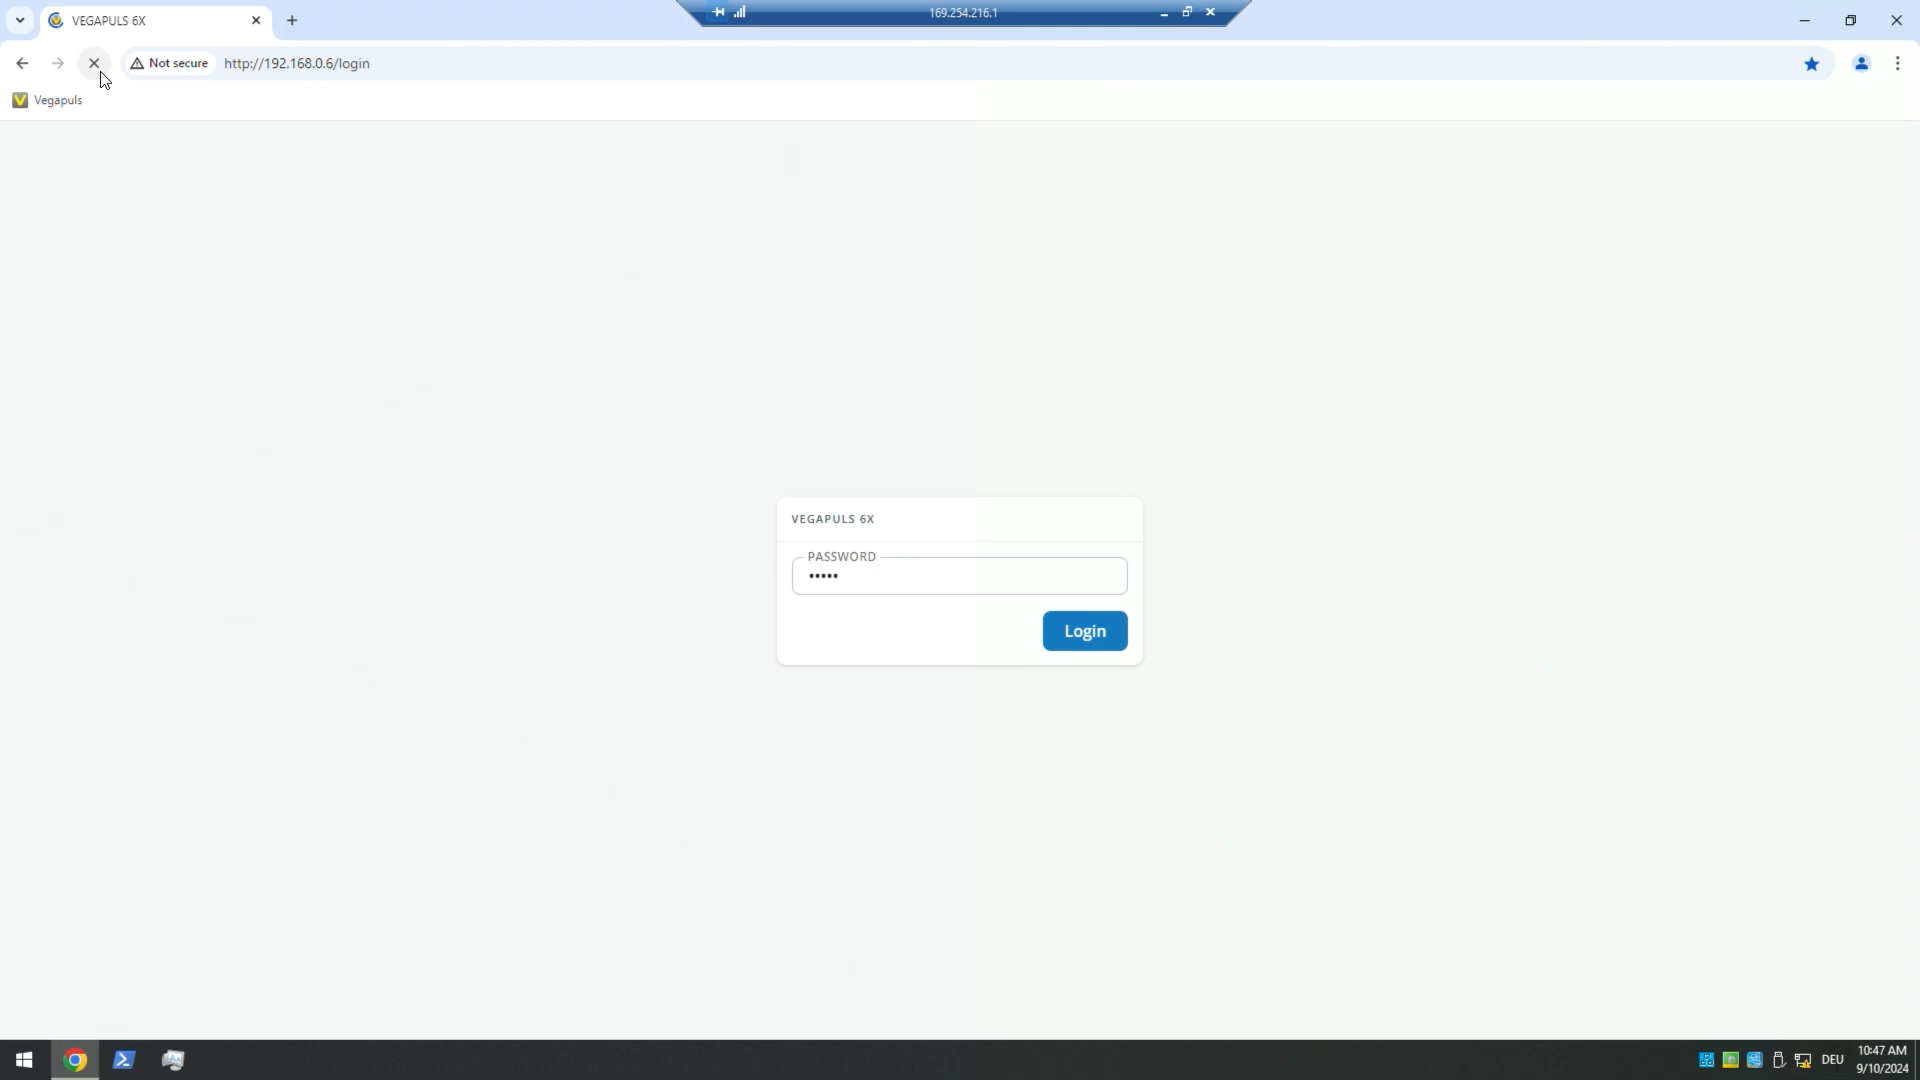 VEGAPULS 6X
169.254.216.1
Not secure
http://192.168.0.6/login
Vegapuls
VEGAPULS 6X
PASSWORD
•••••
Login
DEU
10:47 AM
9/10/2024